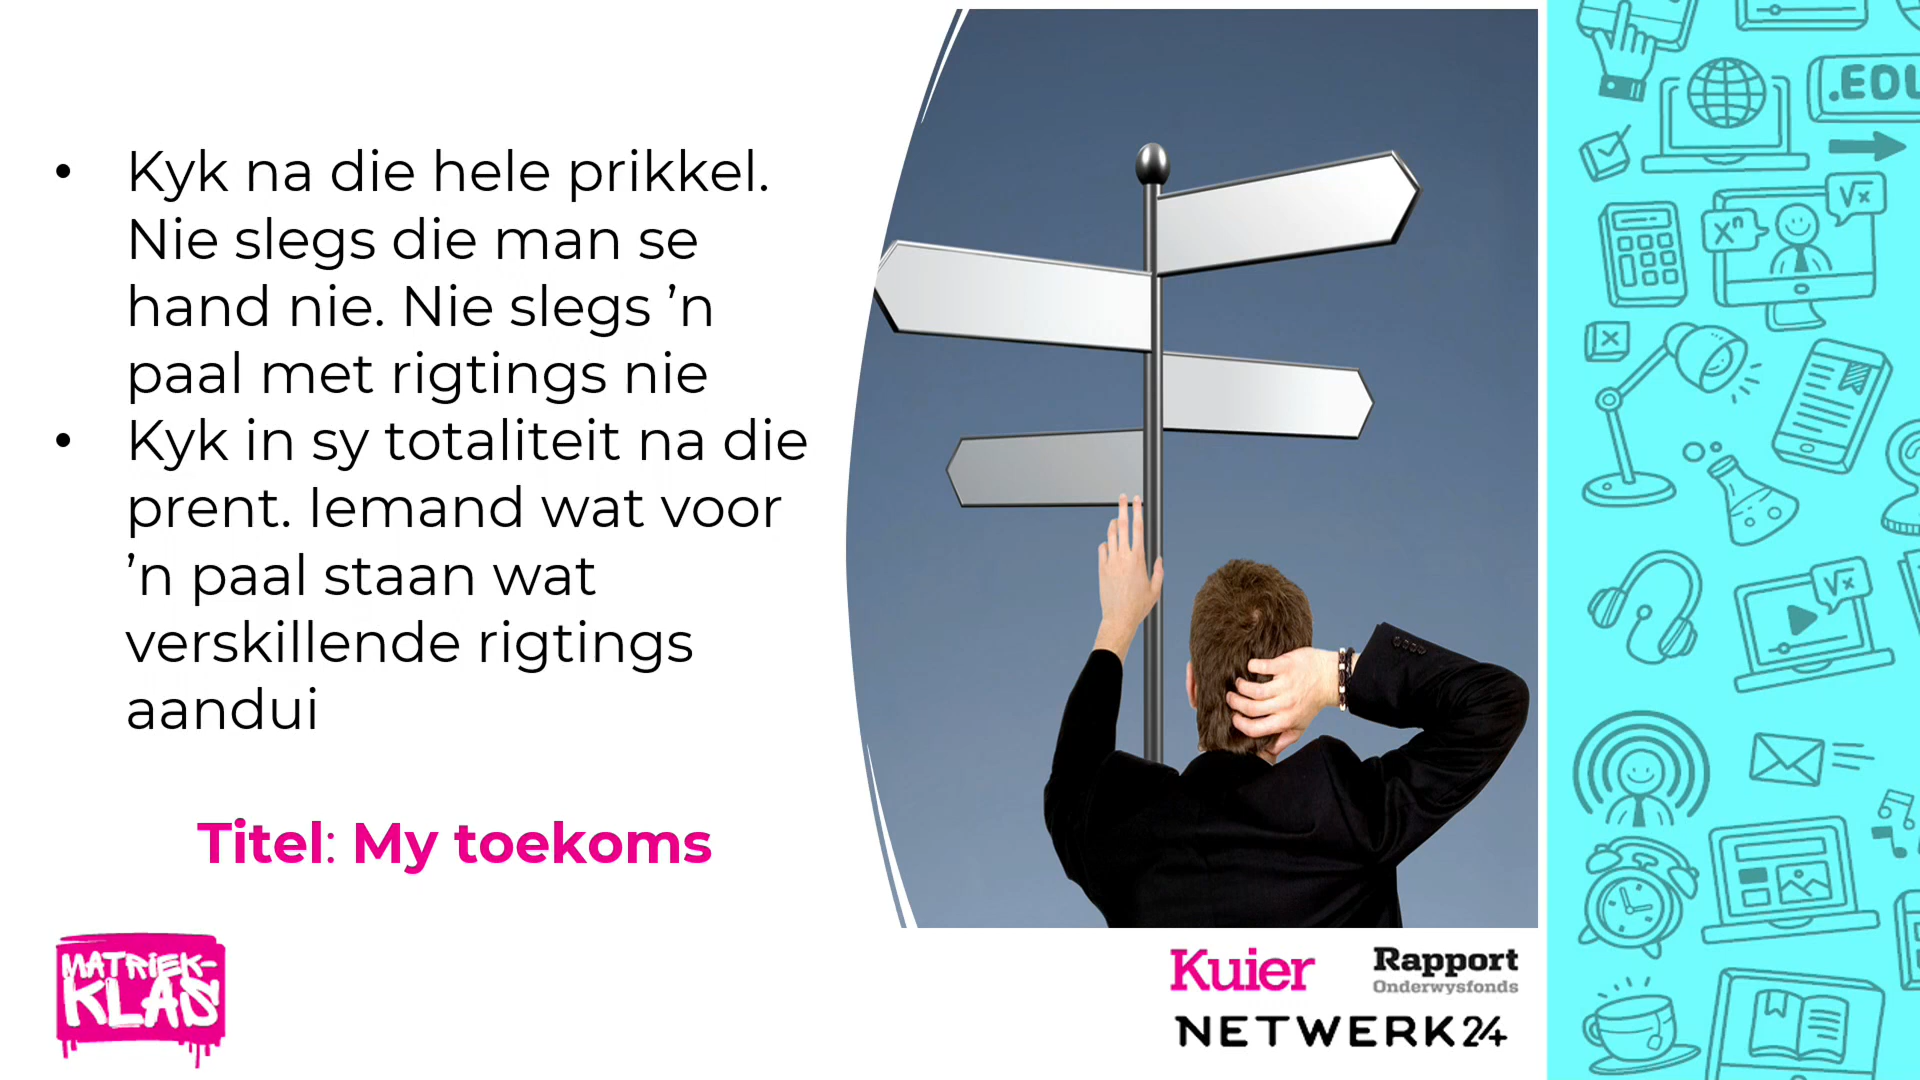 • Kyk na die hele prikkel.
Nie slegs die man se
hand nie. Nie slegs ’n
paal met rigtings nie
• Kyk in sy totaliteit na die
prent. Iemand wat voor
’n paal staan wat
verskillende rigtings
aandui
Titel: My toekoms
MATRIEK-
KLAS
Kuier
Rapport
Onderwysfonds
NETWERK24
.EDU
√x
xⁿ
√x